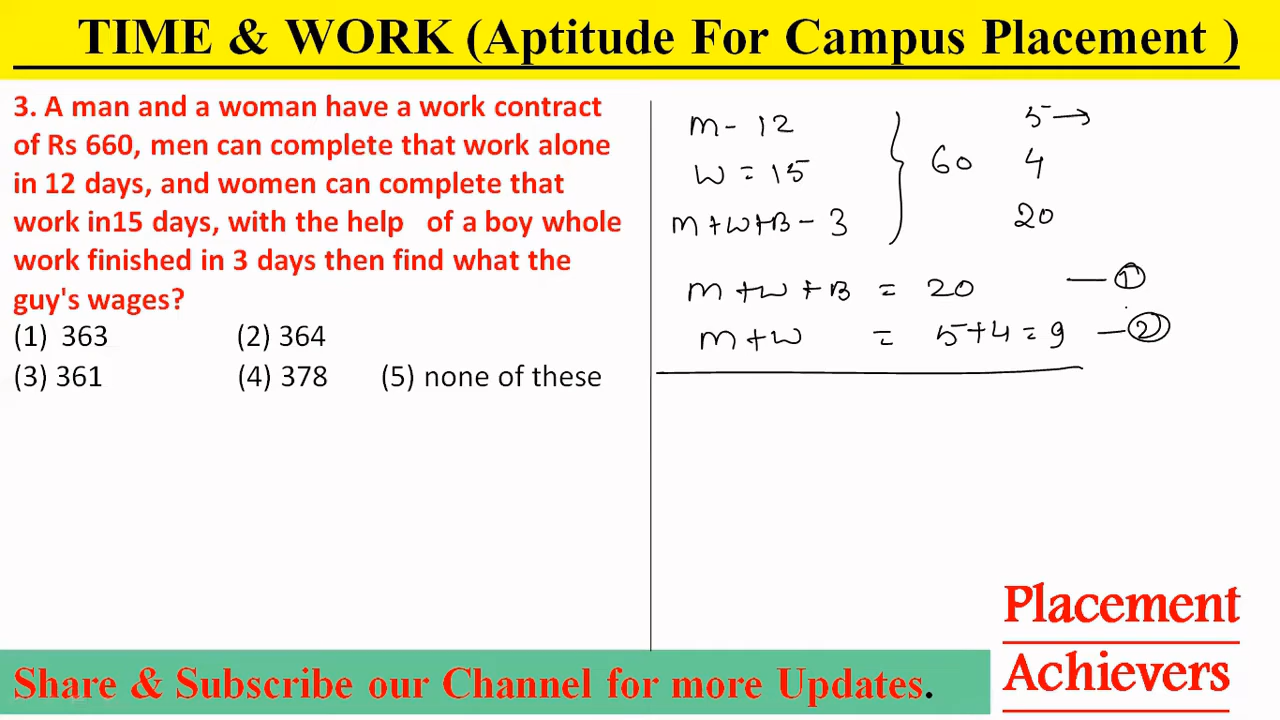 TIME & WORK (Aptitude For Campus Placement )
3. A man and a woman have a work contract
of Rs 660, men can complete that work alone
in 12 days, and women can complete that
work in15 days, with the help of a boy whole
work finished in 3 days then find what the
guy's wages?
(1) 363 (2) 364
(3) 361 (4) 378 (5) none of these
m - 12 5 →
w = 15 } 60 4
m+w+B - 3 20
m+w+B = 20 — ①
m+w = 5+4 = 9 — ②
Placement
Achievers
Share & Subscribe our Channel for more Updates.